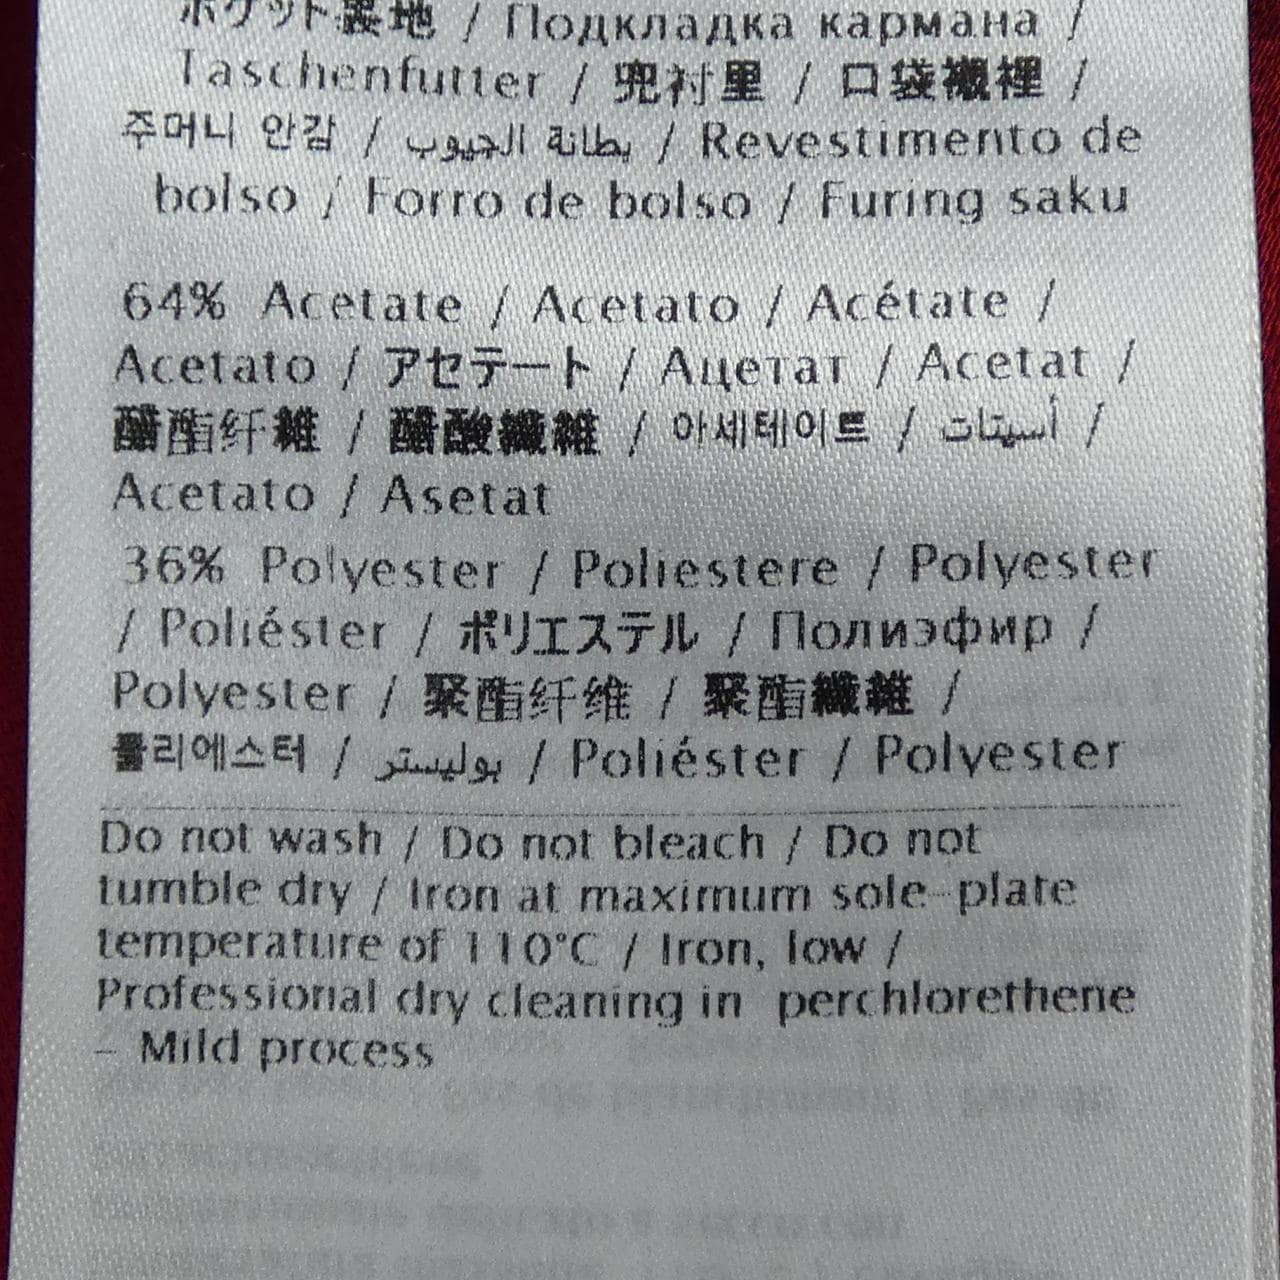 ポケット裏地 / Подкладка кармана /
Taschenfutter / 兜衬里 / 口袋襯裡 /
주머니 안감 / بطانة الجيوب / Revestimento de
bolso / Forro de bolso / Furing saku
64% Acetate / Acetato / Acétate /
Acetato / アセテート / Ацетат / Acetat /
醋酯纤維 / 醋酸纖維 / 아세테이트 / أسيتات /
Acetato / Asetat
36% Polyester / Poliestere / Polyester
/ Poliéster / ポリエステル / Полиэфир /
Polyester / 聚酯纤维 / 聚酯纖維 /
폴리에스터 / بوليستر / Poliéster / Polyester
Do not wash / Do not bleach / Do not
tumble dry / Iron at maximum sole-plate
temperature of 110°C / Iron, low /
Professional dry cleaning in perchlorethene
– Mild process